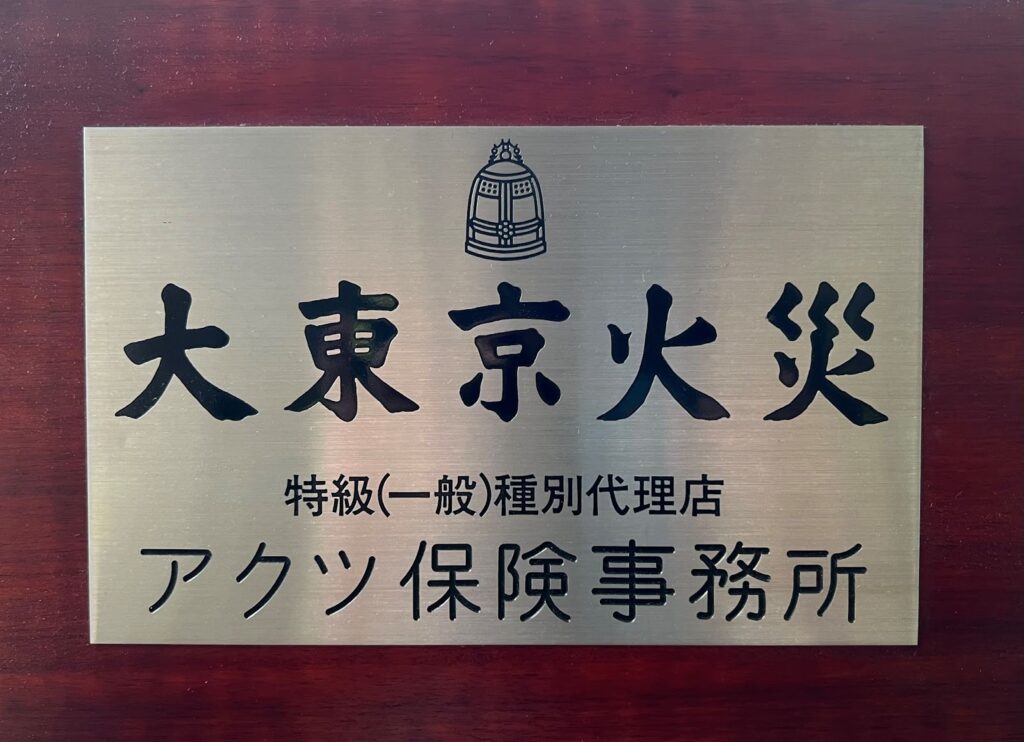 大東京火災
特級(一般)種別代理店
アクツ保険事務所